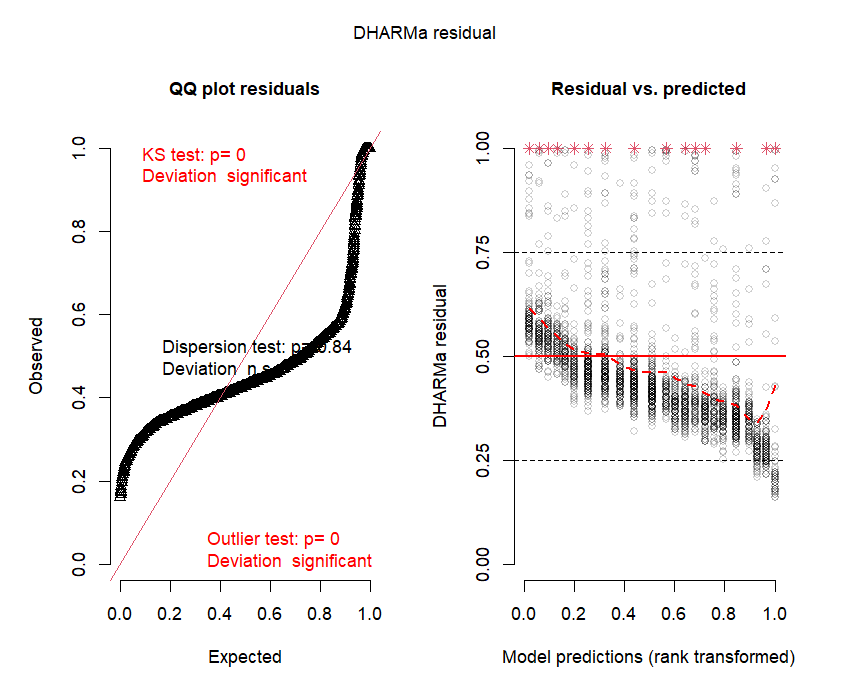 DHARMa residual
QQ plot residuals
KS test: p= 0
Deviation  significant
Dispersion test: p= 0.84
Deviation  n.s.
Outlier test: p= 0
Deviation  significant
Observed
0.0 0.2 0.4 0.6 0.8 1.0
0.0 0.2 0.4 0.6 0.8 1.0
Expected
Residual vs. predicted
DHARMa residual
0.00 0.25 0.50 0.75 1.00
0.0 0.2 0.4 0.6 0.8 1.0
Model predictions (rank transformed)